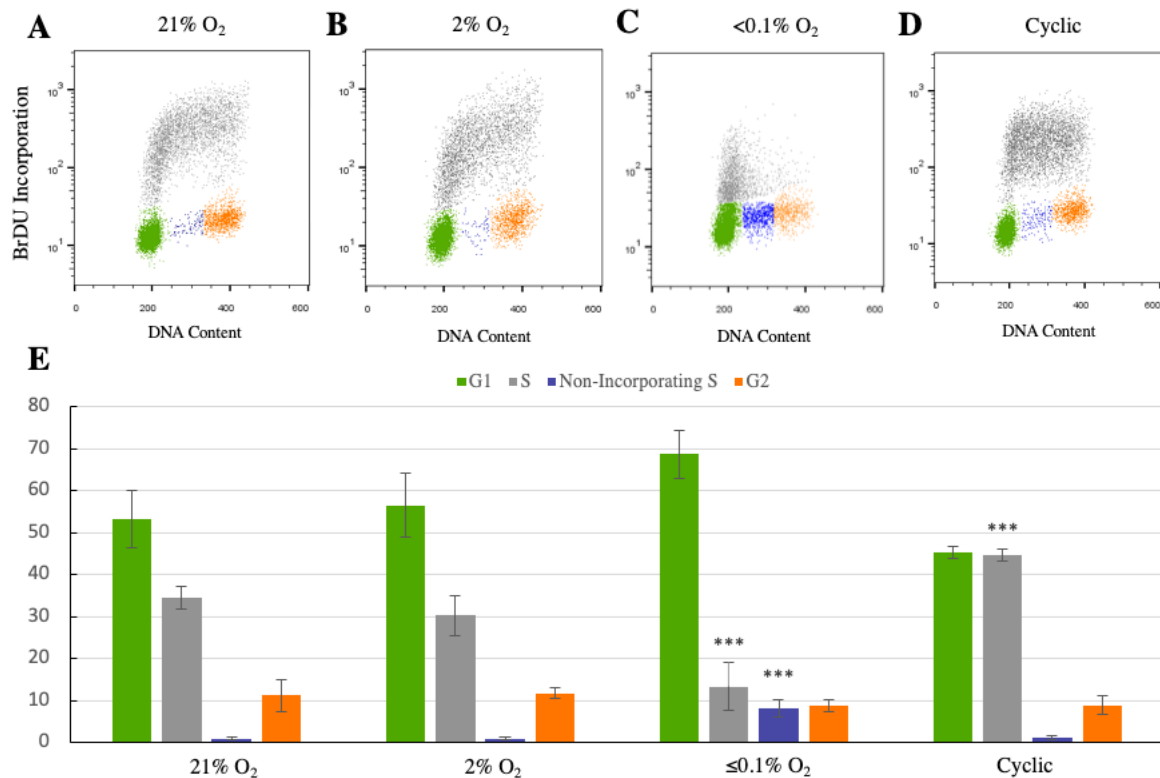 A 21% O₂
B 2% O₂
C <0.1% O₂
D Cyclic
BrDU Incorporation
10³
10²
10¹
0 200 400 600
DNA Content
10³
10²
10¹
0 200 400 600
DNA Content
10³
10²
10¹
0 200 400 600
DNA Content
10³
10²
10¹
0 200 400 600
DNA Content
E
G1 S Non-Incorporating S G2
80
70
60
50
40
30
20
10
0
*** *** ***
21% O₂ 2% O₂ ≤0.1% O₂ Cyclic